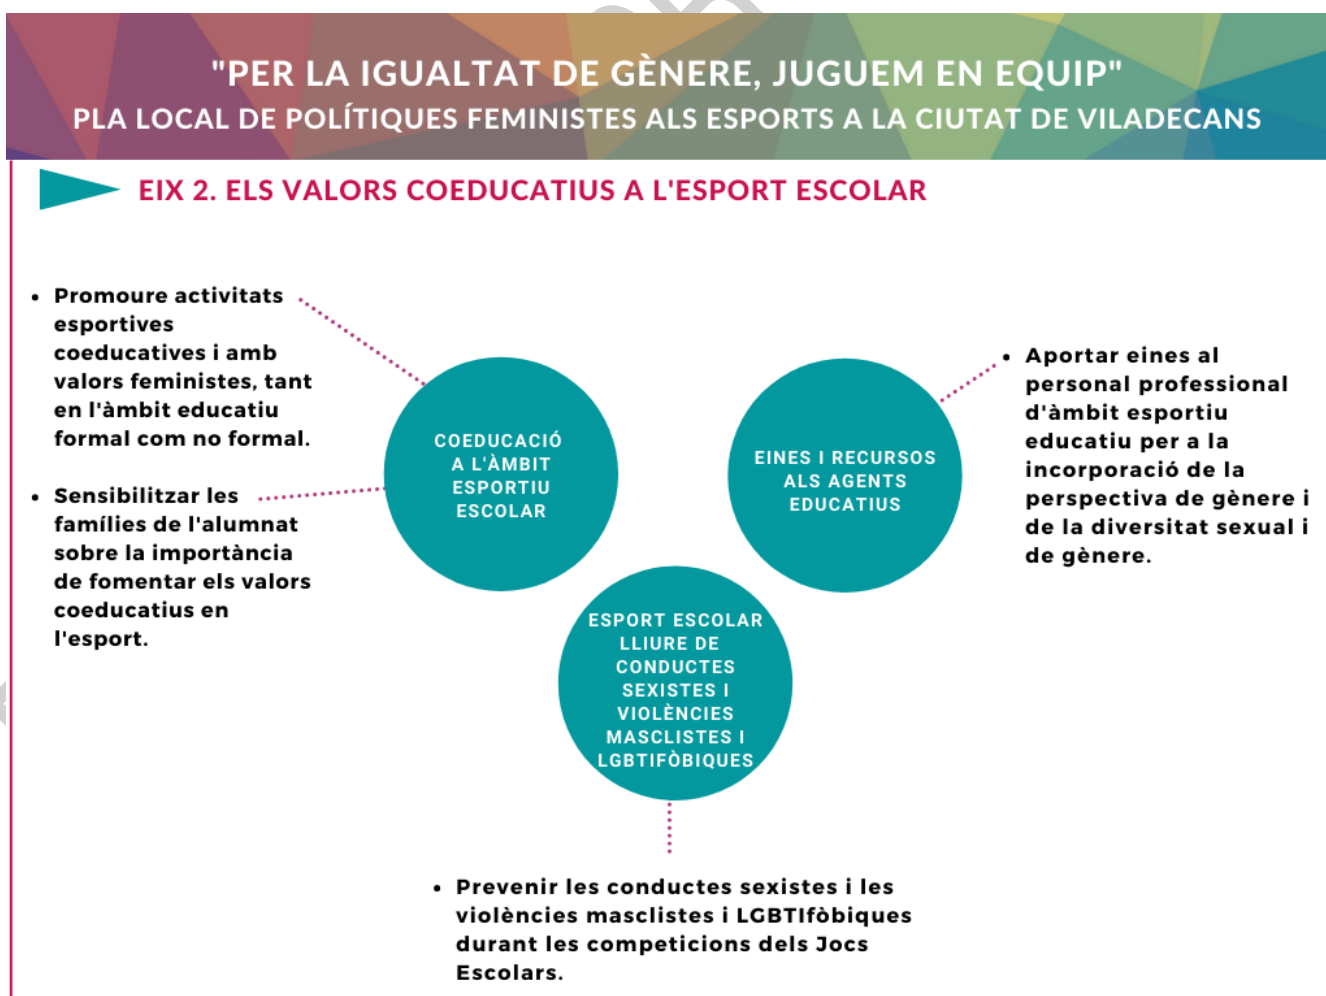 "PER LA IGUALTAT DE GÈNERE, JUGUEM EN EQUIP"
PLA LOCAL DE POLÍTIQUES FEMINISTES ALS ESPORTS A LA CIUTAT DE VILADECANS
EIX 2. ELS VALORS COEDUCATIUS A L'ESPORT ESCOLAR
• Promoure activitats
esportives
coeducatives i amb
valors feministes, tant
en l'àmbit educatiu
formal com no formal.
• Sensibilitzar les
famílies de l'alumnat
sobre la importància
de fomentar els valors
coeducatius en
l'esport.
COEDUCACIÓ
A L'ÀMBIT
ESPORTIU
ESCOLAR
EINES I RECURSOS
ALS AGENTS
EDUCATIUS
• Aportar eines al
personal professional
d'àmbit esportiu
educatiu per a la
incorporació de la
perspectiva de gènere i
de la diversitat sexual i
de gènere.
ESPORT ESCOLAR
LLIURE DE
CONDUCTES
SEXISTES I
VIOLÈNCIES
MASCLISTES I
LGBTIFÒBIQUES
• Prevenir les conductes sexistes i les
violències masclistes i LGBTIfòbiques
durant les competicions dels Jocs
Escolars.